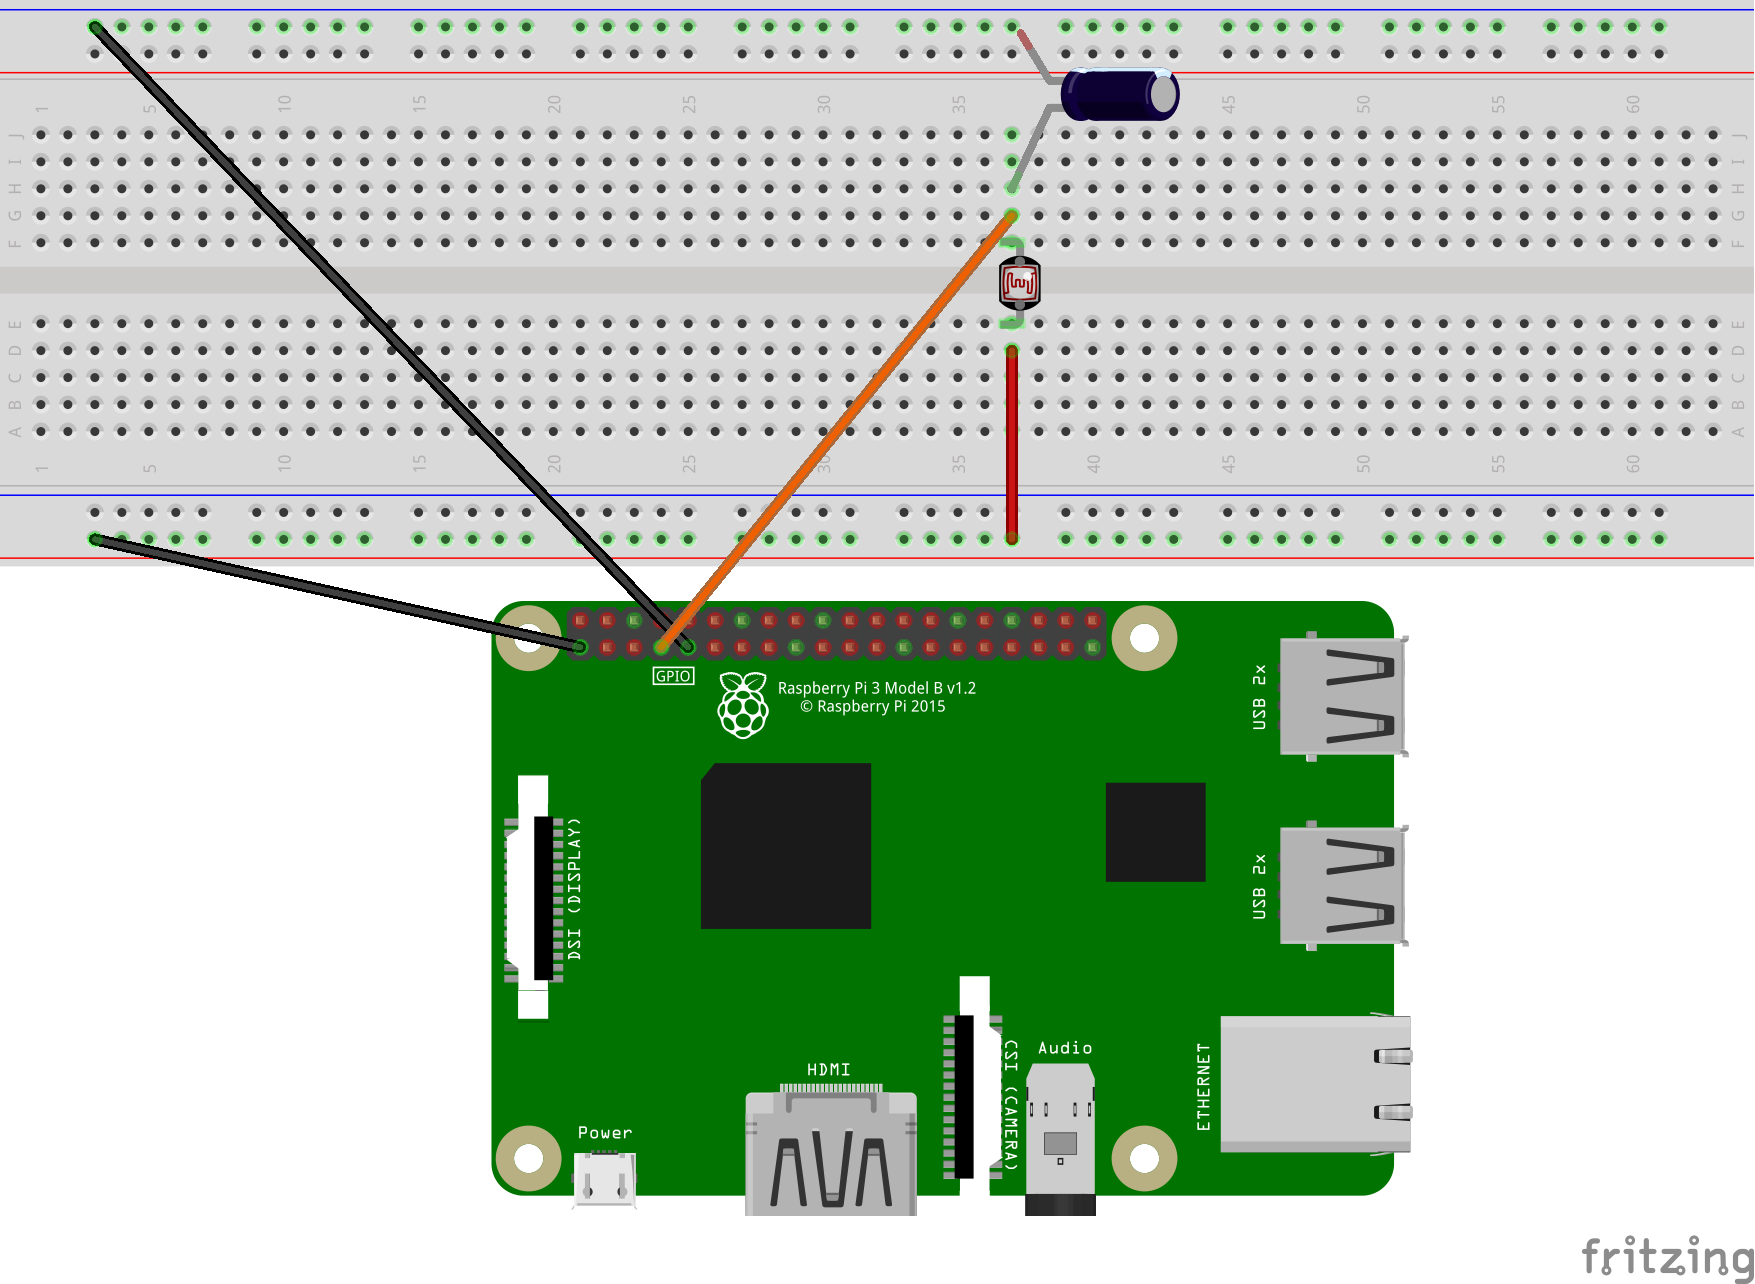 1 5 10 15 20 25 30 35 45 50 55 60
J J
I I
H H
G G
F F
E E
D D
C C
B B
A A
1 5 10 15 20 25 30 35 40 45 50 55 60
GPIO
Raspberry Pi 3 Model B v1.2
© Raspberry Pi 2015
USB 2x
USB 2x
DSI (DISPLAY)
CSI (CAMERA)
Audio
ETHERNET
HDMI
Power
fritzing